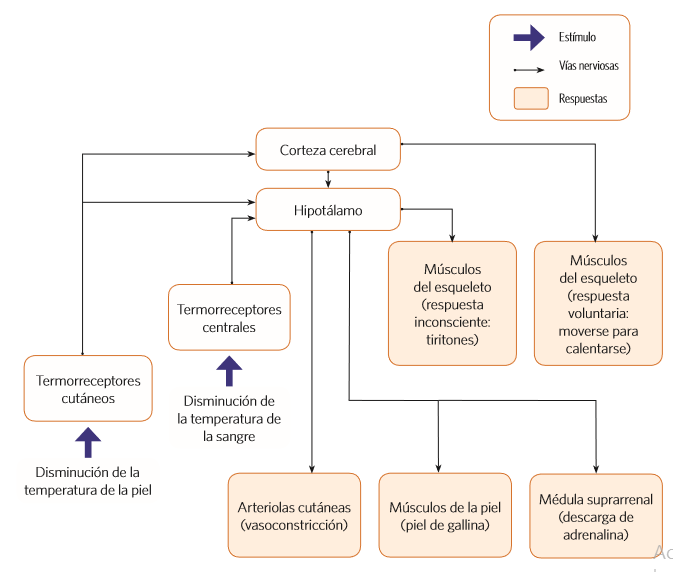 Estímulo
Vías nerviosas
Respuestas
Corteza cerebral
Hipotálamo
Músculos
del esqueleto
(respuesta
inconsciente:
tiritones)
Músculos
del esqueleto
(respuesta
voluntaria:
moverse para
calentarse)
Termorreceptores
centrales
Termorreceptores
cutáneos
Disminución de
la temperatura de
la sangre
Disminución de la
temperatura de la piel
Arteriolas cutáneas
(vasoconstricción)
Músculos de la piel
(piel de gallina)
Médula suprarrenal
(descarga de
adrenalina)